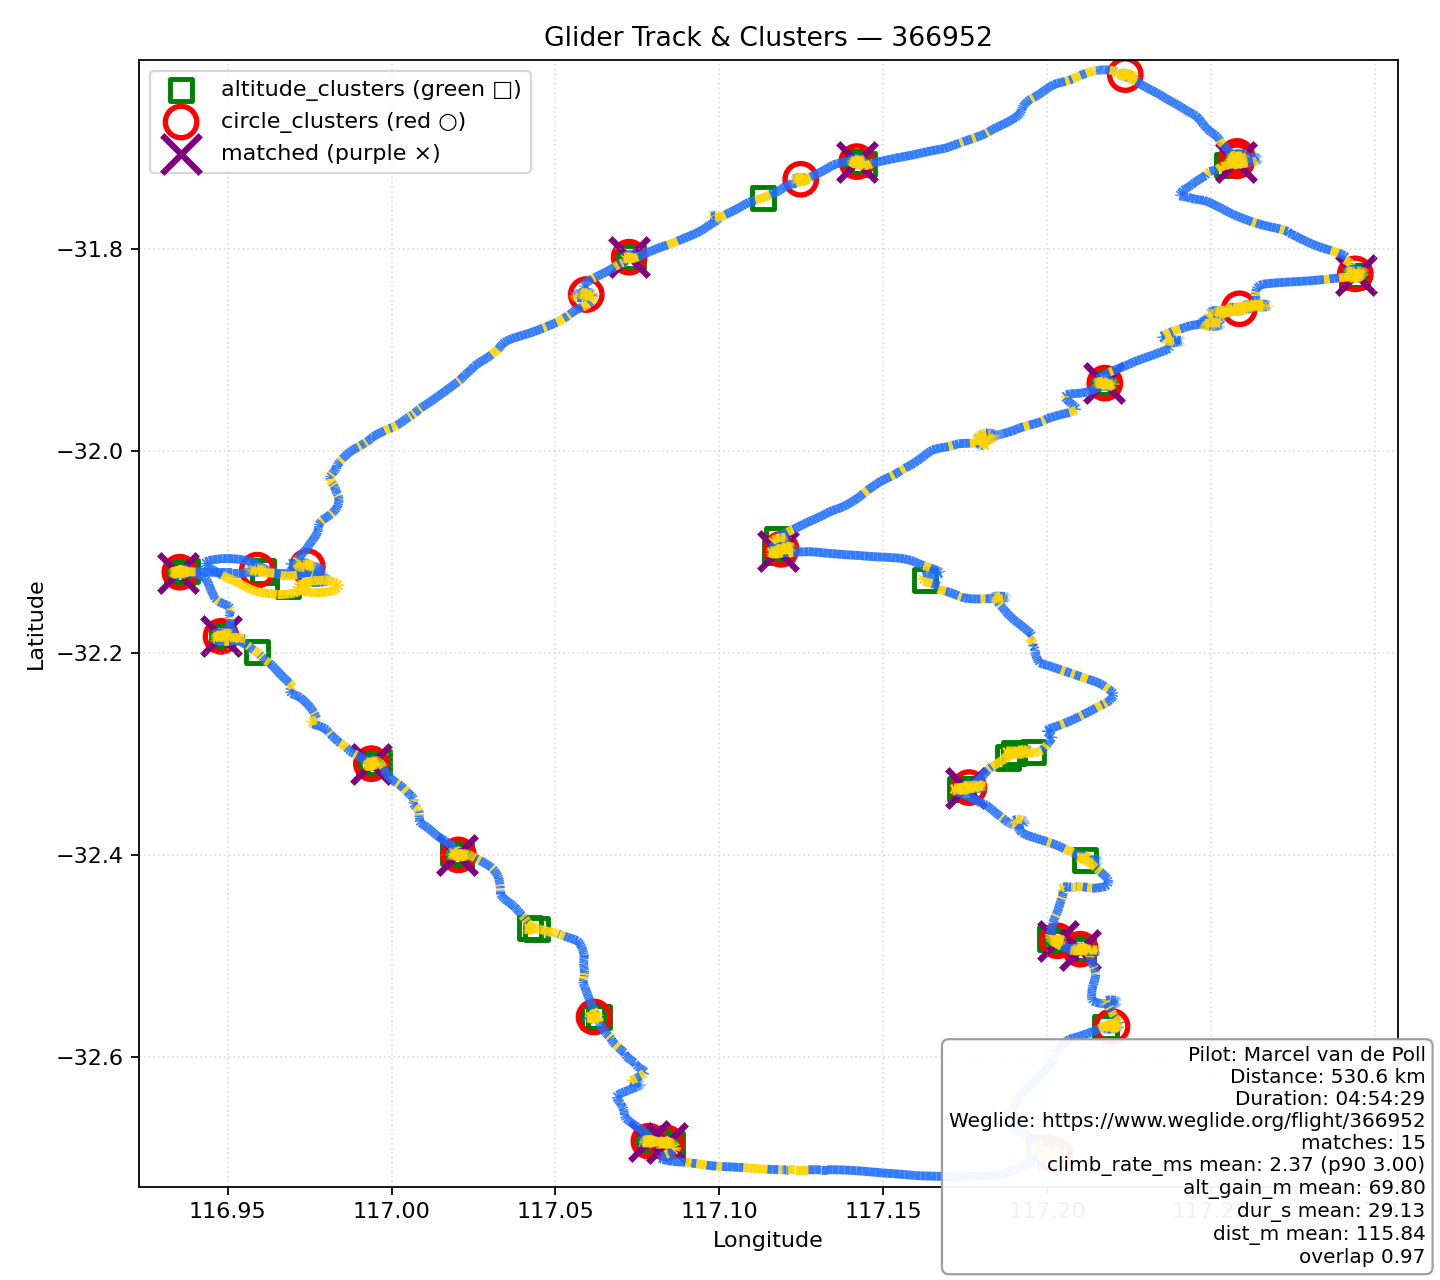 Glider Track & Clusters — 366952
altitude_clusters (green □)
circle_clusters (red ○)
matched (purple ×)
Latitude
−31.8
−32.0
−32.2
−32.4
−32.6
116.95
117.00
117.05
117.10
117.15
117.20
Longitude
Pilot: Marcel van de Poll
Distance: 530.6 km
Duration: 04:54:29
Weglide: https://www.weglide.org/flight/366952
matches: 15
climb_rate_ms mean: 2.37 (p90 3.00)
alt_gain_m mean: 69.80
dur_s mean: 29.13
dist_m mean: 115.84
overlap 0.97